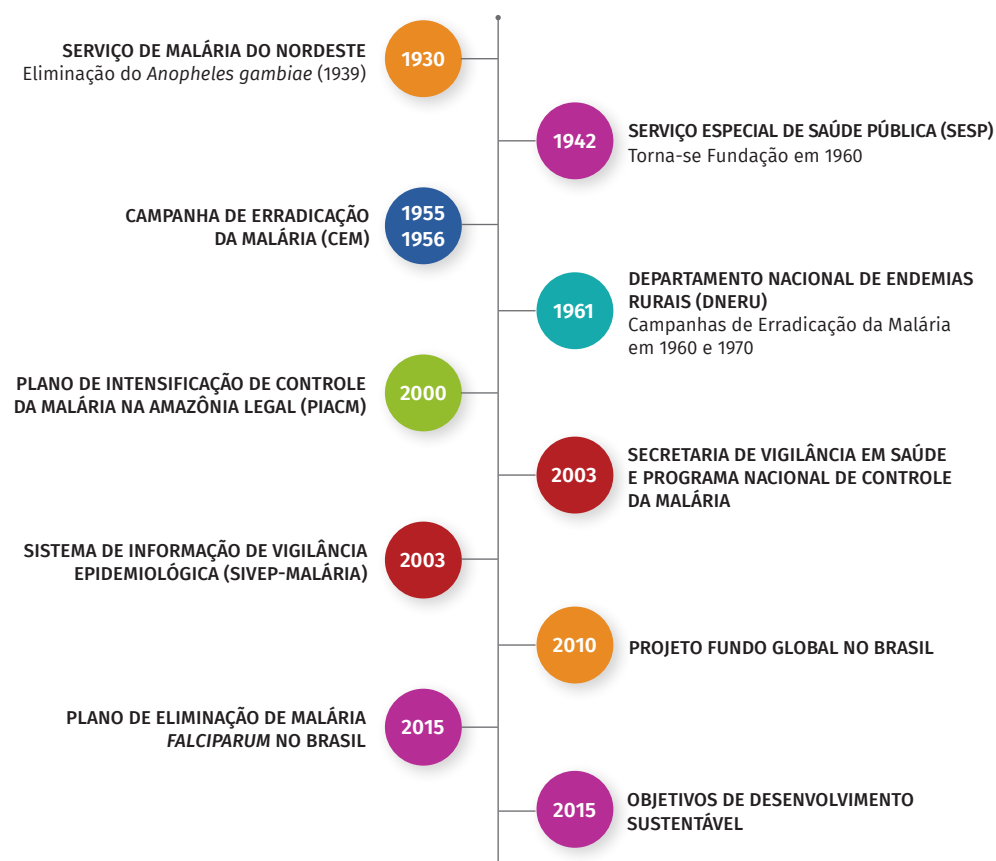 SERVIÇO DE MALÁRIA DO NORDESTE
Eliminação do Anopheles gambiae (1939)
1930
1942
SERVIÇO ESPECIAL DE SAÚDE PÚBLICA (SESP)
Torna-se Fundação em 1960
CAMPANHA DE ERRADICAÇÃO
DA MALÁRIA (CEM)
1955
1956
1961
DEPARTAMENTO NACIONAL DE ENDEMIAS
RURAIS (DNERU)
Campanhas de Erradicação da Malária
em 1960 e 1970
PLANO DE INTENSIFICAÇÃO DE CONTROLE
DA MALÁRIA NA AMAZÔNIA LEGAL (PIACM)
2000
2003
SECRETARIA DE VIGILÂNCIA EM SAÚDE
E PROGRAMA NACIONAL DE CONTROLE
DA MALÁRIA
SISTEMA DE INFORMAÇÃO DE VIGILÂNCIA
EPIDEMIOLÓGICA (SIVEP-MALÁRIA)
2003
2010
PROJETO FUNDO GLOBAL NO BRASIL
PLANO DE ELIMINAÇÃO DE MALÁRIA
FALCIPARUM NO BRASIL
2015
2015
OBJETIVOS DE DESENVOLVIMENTO
SUSTENTÁVEL